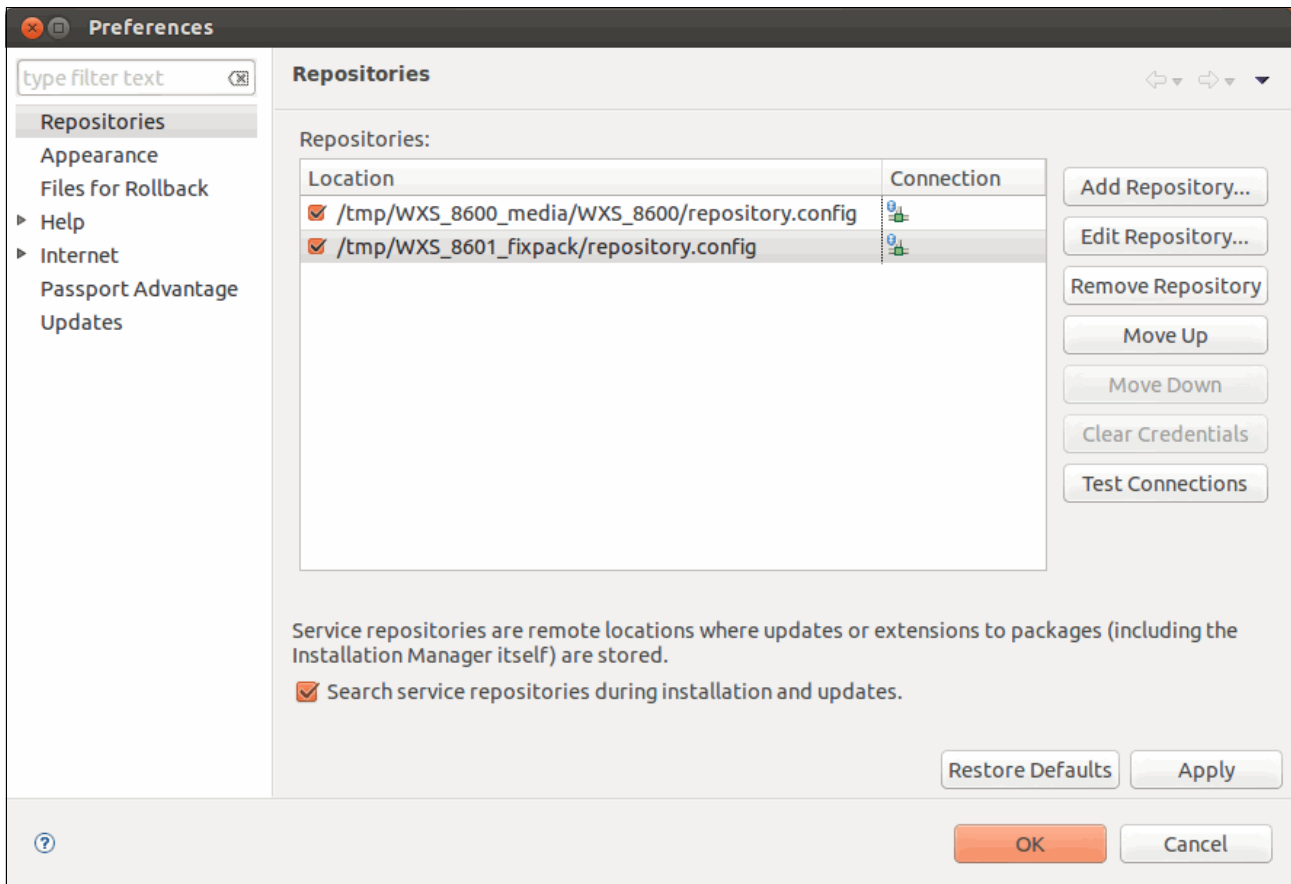 Preferences
type filter text
Repositories
Appearance
Files for Rollback
Help
Internet
Passport Advantage
Updates
Repositories
Repositories:
Location Connection
/tmp/WXS_8600_media/WXS_8600/repository.config
/tmp/WXS_8601_fixpack/repository.config
Add Repository...
Edit Repository...
Remove Repository
Move Up
Move Down
Clear Credentials
Test Connections
Service repositories are remote locations where updates or extensions to packages (including the
Installation Manager itself) are stored.
Search service repositories during installation and updates.
Restore Defaults Apply
OK Cancel